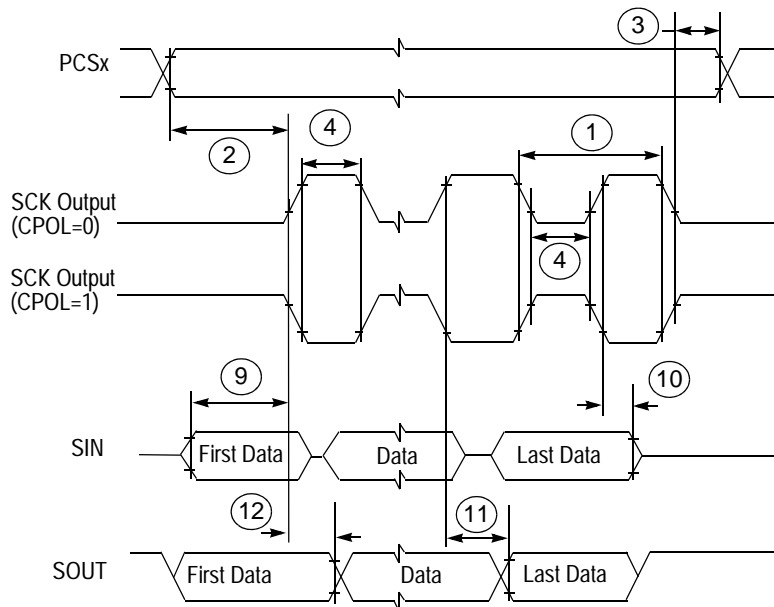 3
PCSx
2
4
1
SCK Output
(CPOL=0)
4
SCK Output
(CPOL=1)
9
10
SIN
First Data
Data
Last Data
12
11
SOUT
First Data
Data
Last Data